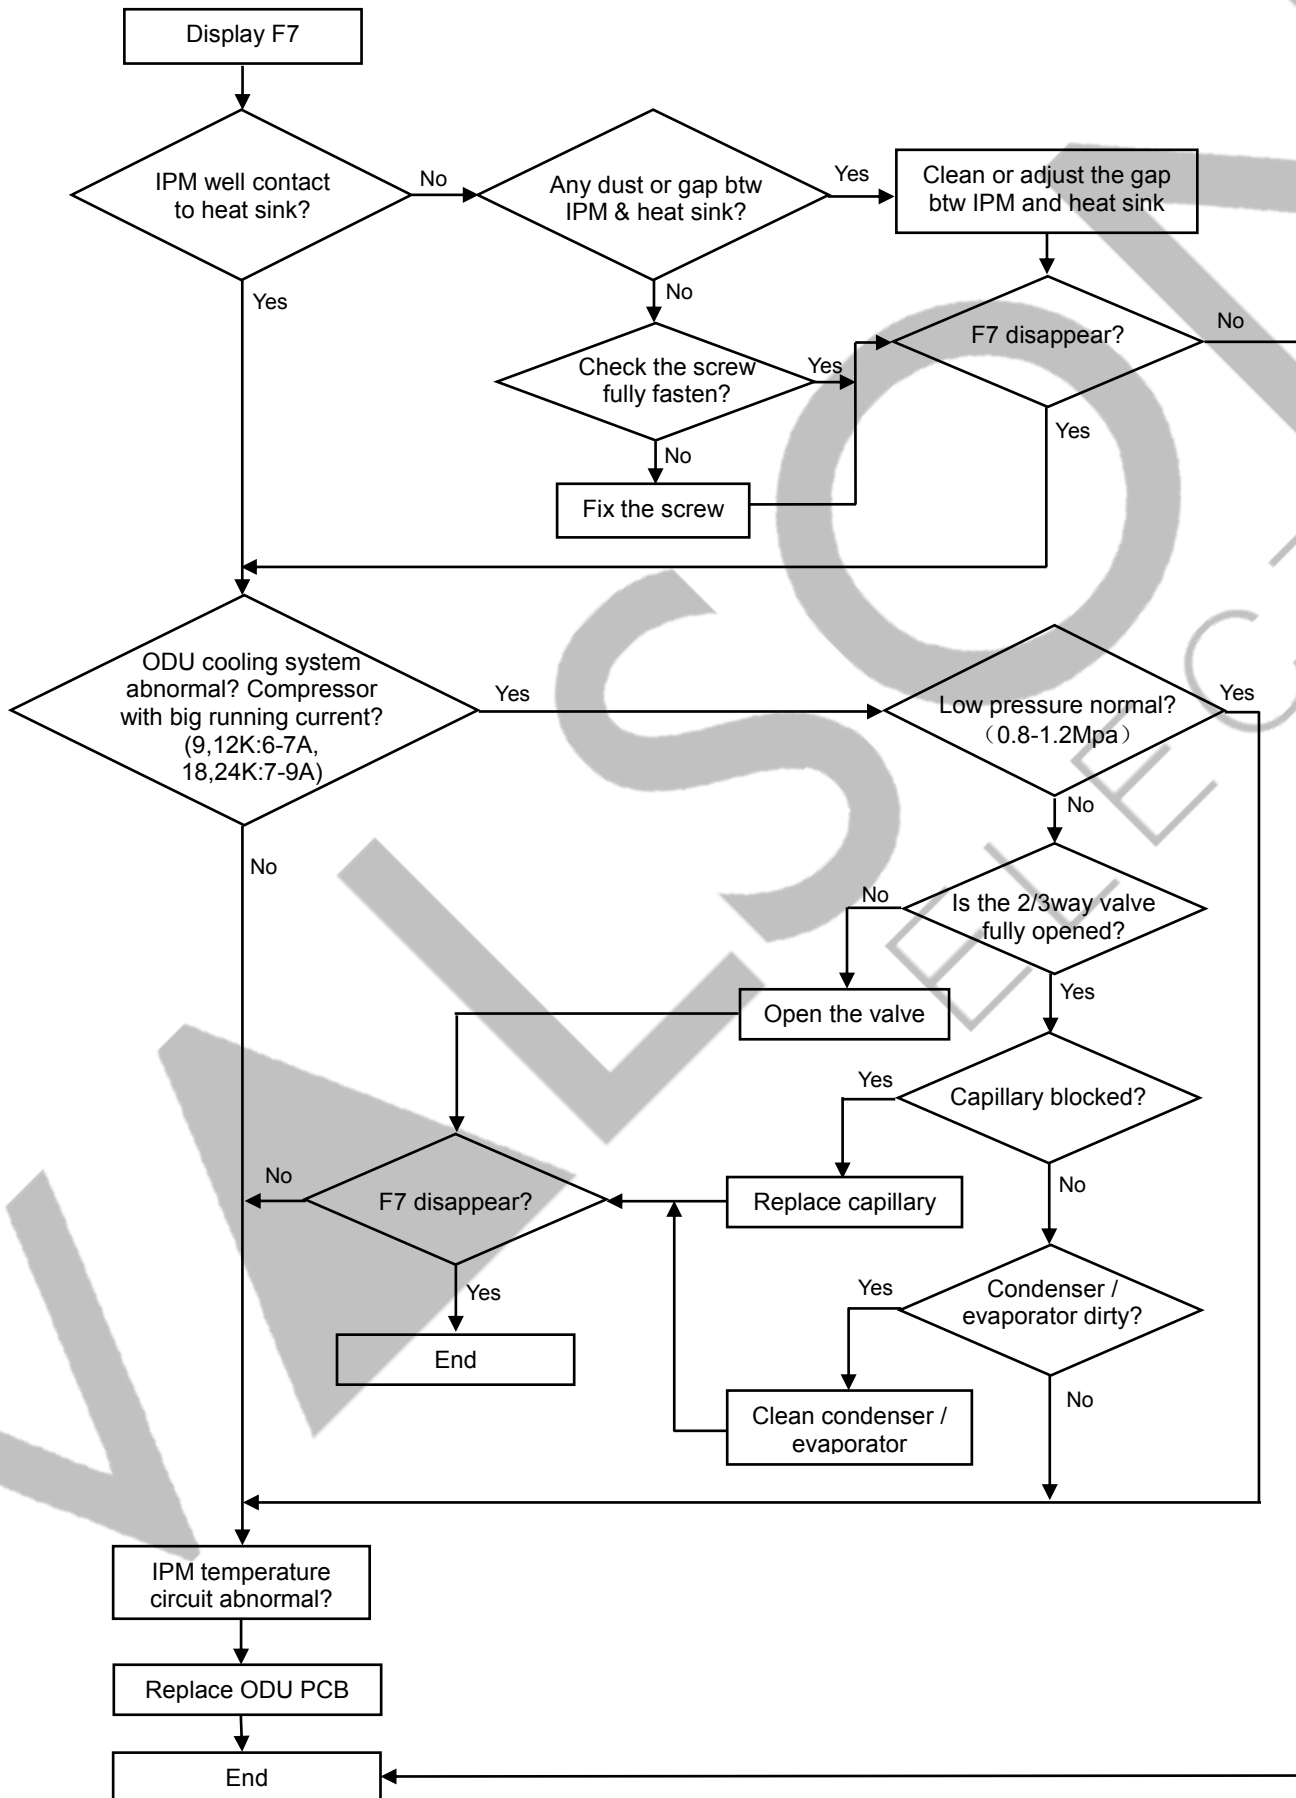 Display F7
IPM well contact
to heat sink?
No
Any dust or gap btw
IPM & heat sink?
Yes
Clean or adjust the gap
btw IPM and heat sink
Yes
No
F7 disappear?
No
Check the screw
fully fasten?
Yes
Yes
No
Fix the screw
ODU cooling system
abnormal? Compressor
with big running current?
(9,12K:6-7A,
18,24K:7-9A)
Yes
Low pressure normal?
（0.8-1.2Mpa）
Yes
No
No
No
Is the 2/3way valve
fully opened?
Yes
Open the valve
Yes
Capillary blocked?
No
F7 disappear?
Replace capillary
No
Yes
Yes
Condenser /
evaporator dirty?
End
No
Clean condenser /
evaporator
IPM temperature
circuit abnormal?
Replace ODU PCB
End